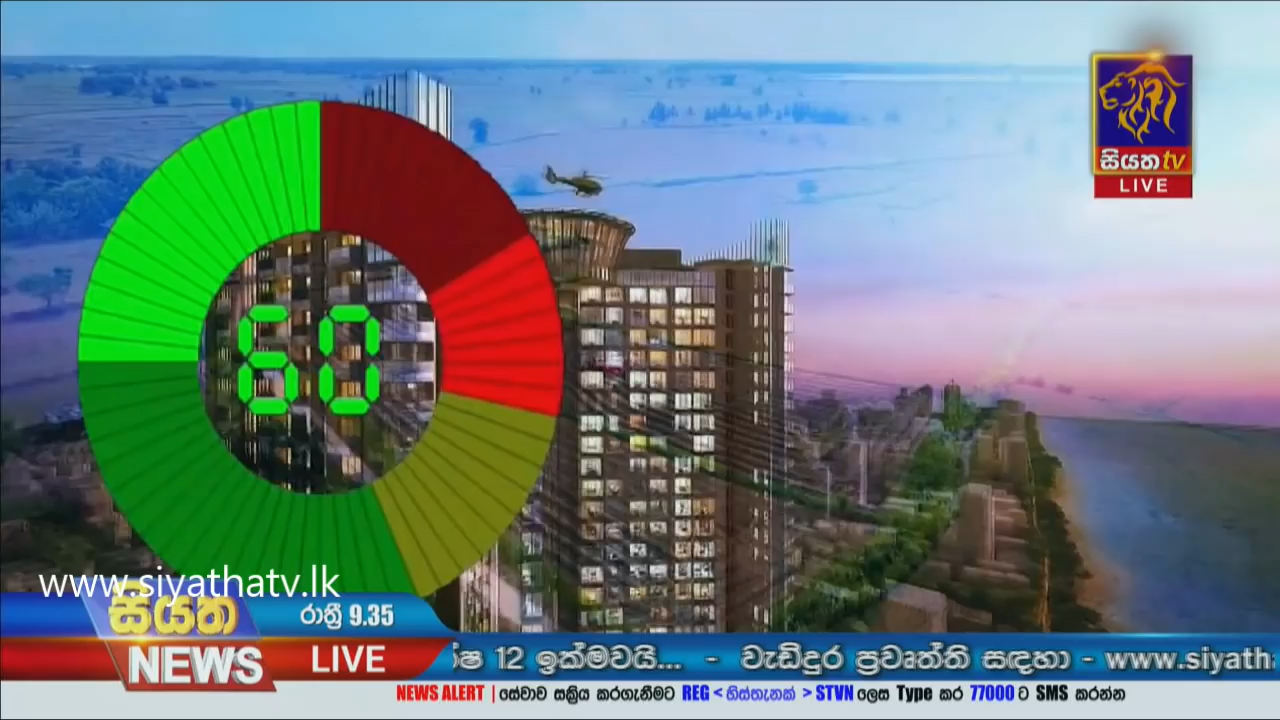 සියත tv
LIVE
60
www.siyathatv.lk
සියත
රාත්‍රී 9.35
NEWS
LIVE
12 ඉක්මවයි... - වැඩිදුර ප්‍රවෘත්ති සඳහා - www.siyath
NEWS ALERT | සේවාව සක්‍රිය කරගැනීමට REG < හිස්තැනක් > STVN ලෙස Type කර 77000 ට SMS කරන්න